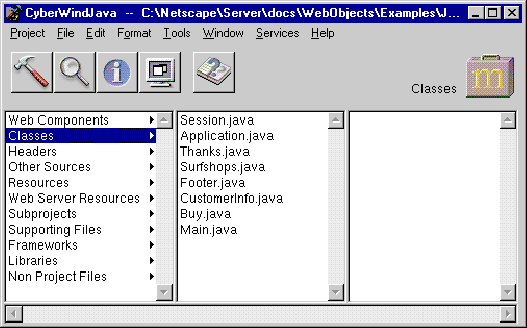 CyberWindJava -- C:\Netscape\Server\docs\WebObjects\Examples\J...
Project File Edit Format Tools Window Services Help
Classes
Web Components
Classes
Headers
Other Sources
Resources
Web Server Resources
Subprojects
Supporting Files
Frameworks
Libraries
Non Project Files
Session.java
Application.java
Thanks.java
Surfshops.java
Footer.java
CustomerInfo.java
Buy.java
Main.java